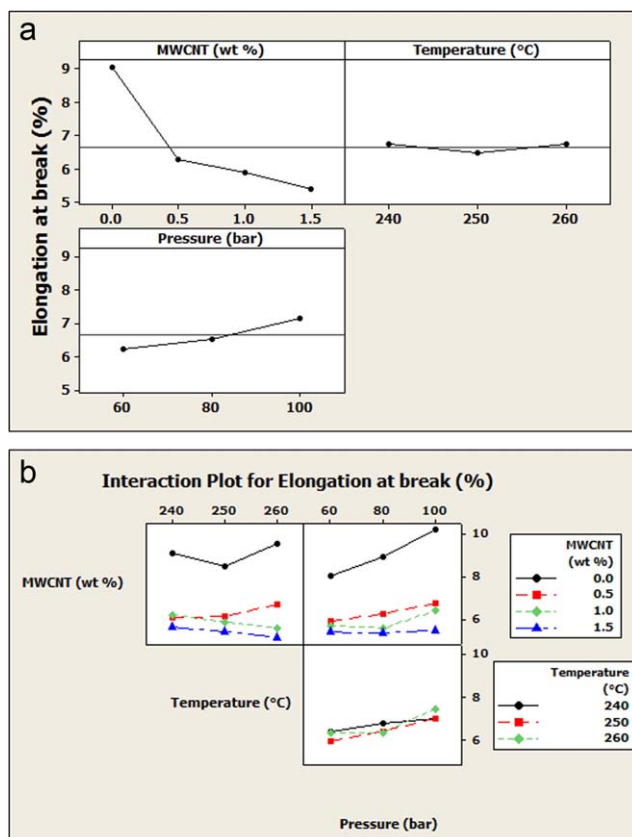 a
MWCNT (wt %) Temperature (°C)
Elongation at break (%)
9
8
7
6
5
0.0 0.5 1.0 1.5 240 250 260
Pressure (bar)
9
8
7
6
5
60 80 100
b
Interaction Plot for Elongation at break (%)
240 250 260 60 80 100
MWCNT (wt %)
10
8
6
MWCNT
(wt %)
0.0
0.5
1.0
1.5
Temperature (°C)
10
8
6
Temperature
(°C)
240
250
260
Pressure (bar)